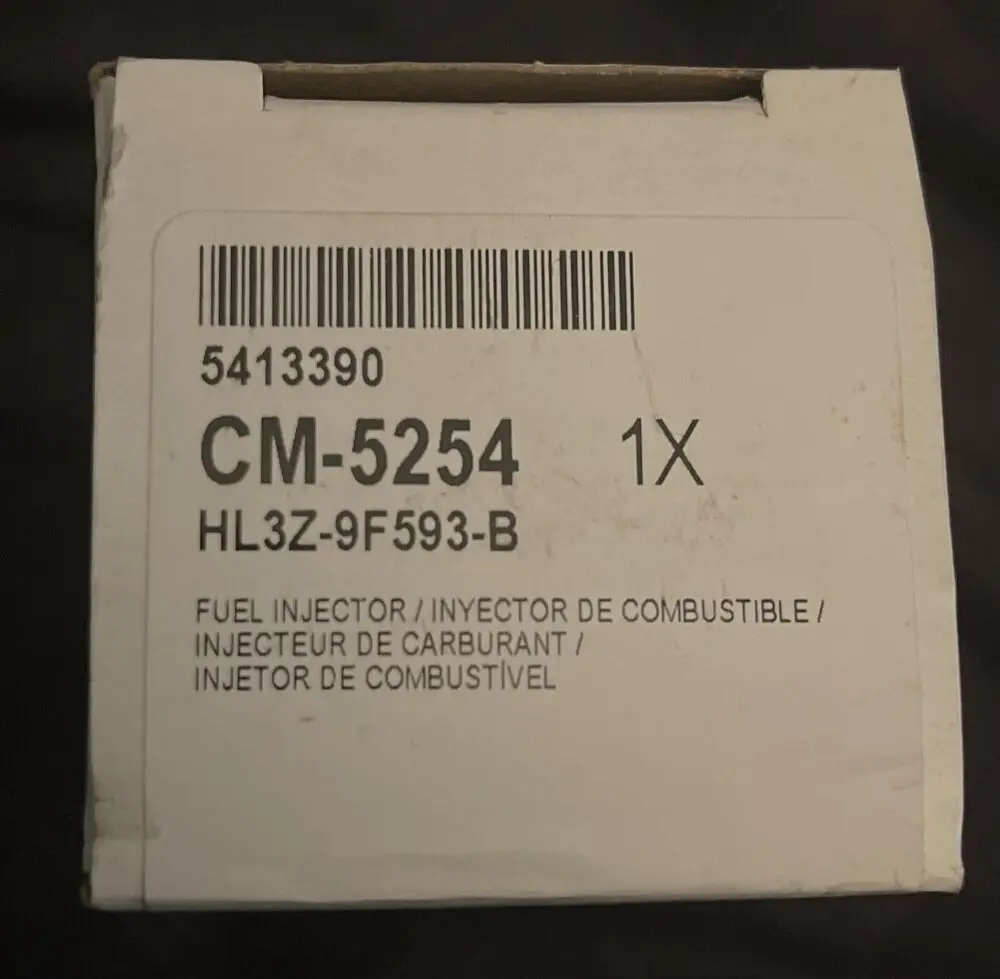 5413390
CM-5254 1X
HL3Z-9F593-B
FUEL INJECTOR / INYECTOR DE COMBUSTIBLE /
INJECTEUR DE CARBURANT /
INJETOR DE COMBUSTÍVEL